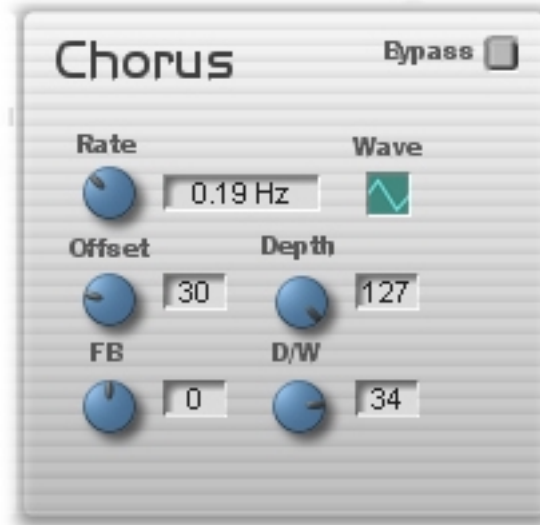 Chorus
Bypass
Rate
Wave
0.19 Hz
Offset
Depth
30
127
FB
D/W
0
34